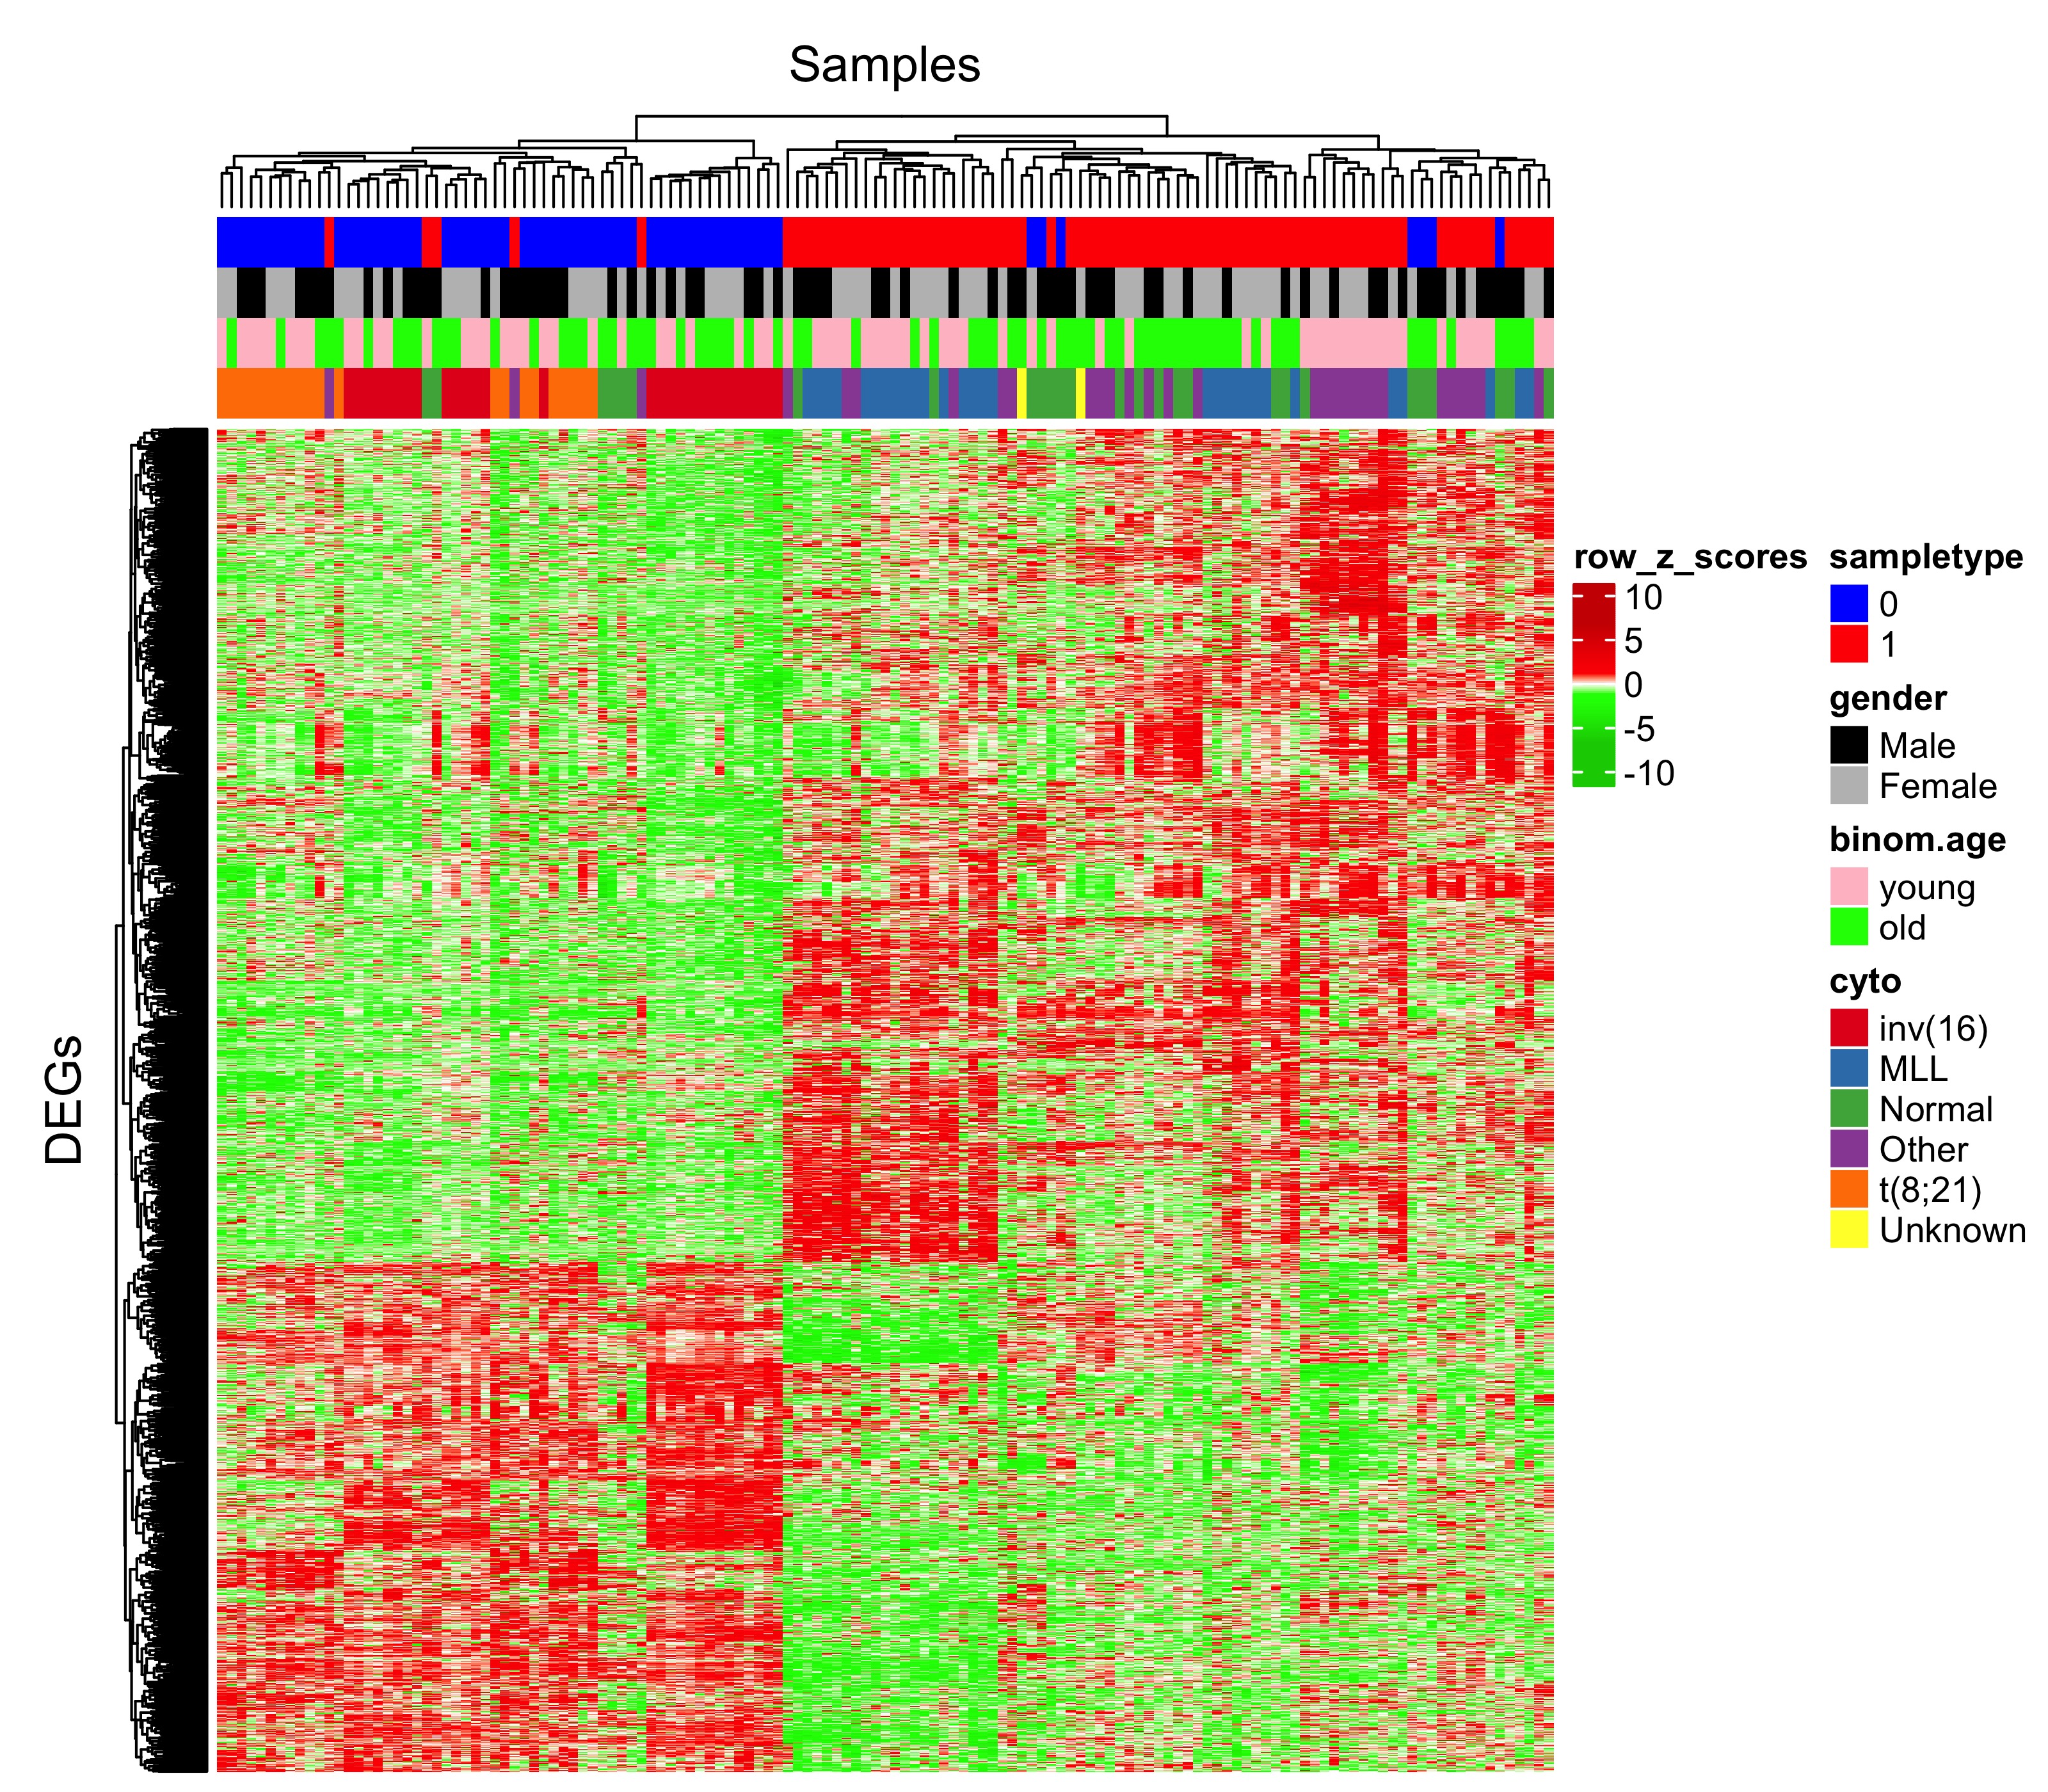 Samples
DEGs
row_z_scores
10
5
0
-5
-10
sampletype
0
1
gender
Male
Female
binom.age
young
old
cyto
inv(16)
MLL
Normal
Other
t(8;21)
Unknown